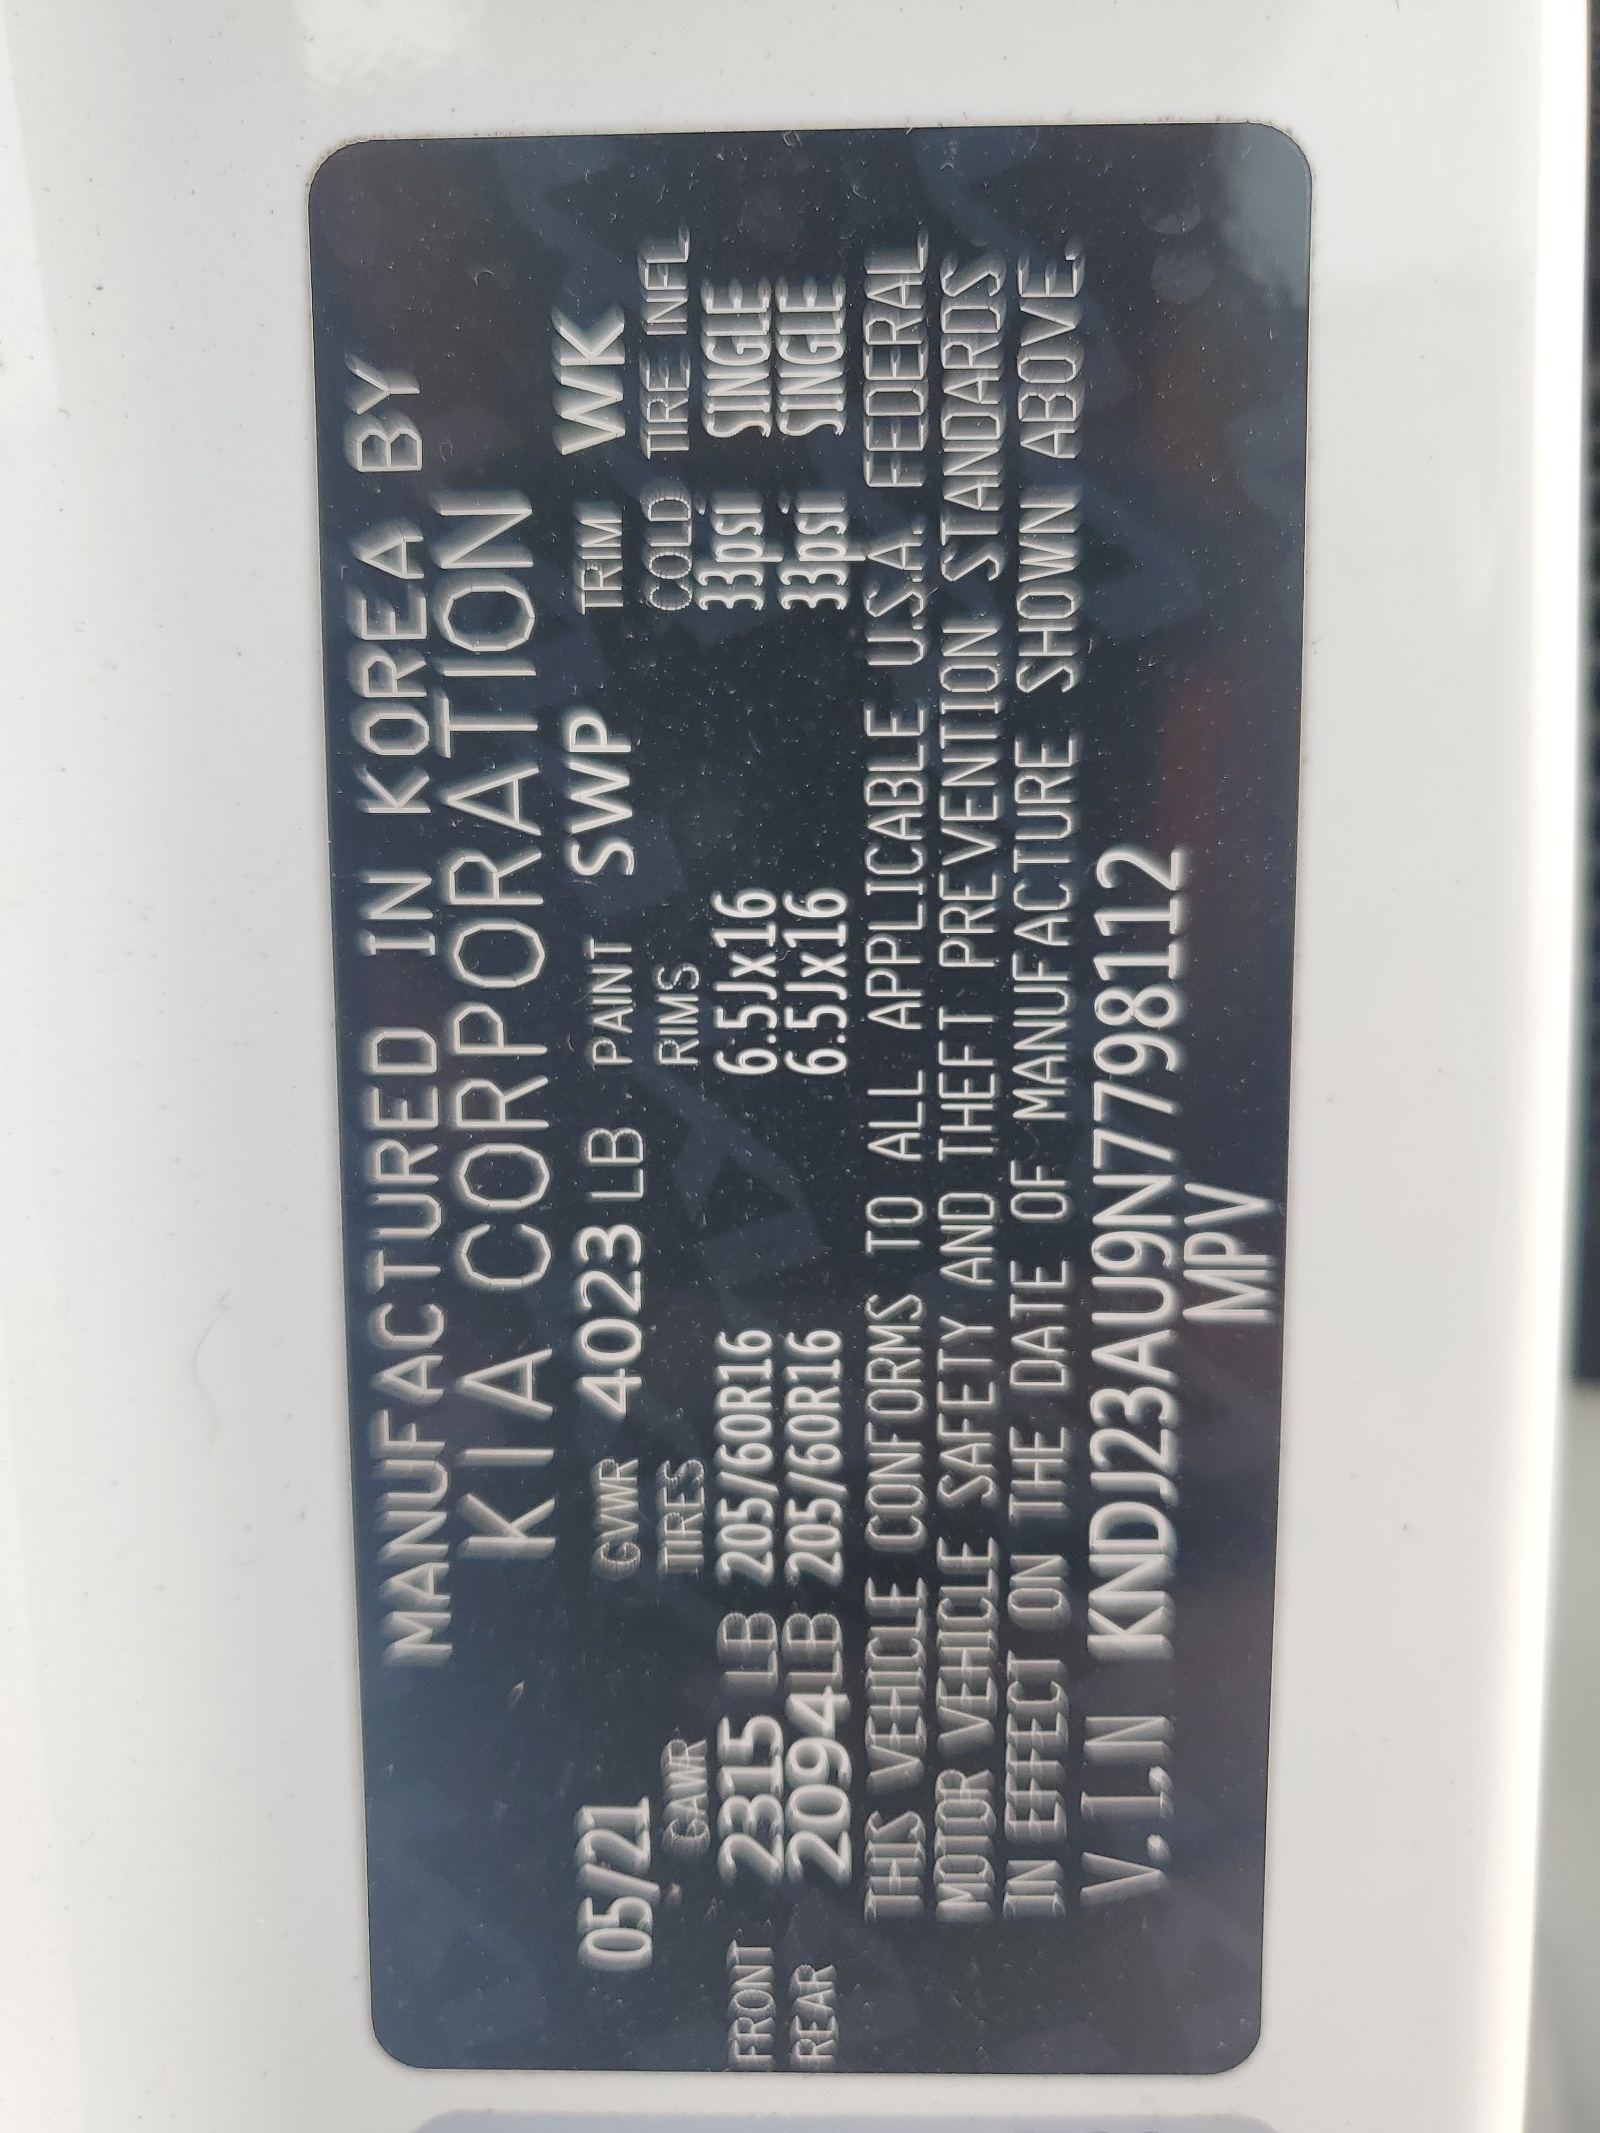 MANUFACTURED IN KOREA BY
KIA CORPORATION
05/21 GVWR 4023 LB PAINT SWP TRIM WK
GAWR TIRES RIMS COLD TIRE INFL
FRONT 2315 LB 205/60R16 6.5Jx16 33psi SINGLE
REAR 2094 LB 205/60R16 6.5Jx16 33psi SINGLE
THIS VEHICLE CONFORMS TO ALL APPLICABLE U.S.A. FEDERAL
MOTOR VEHICLE SAFETY AND THEFT PREVENTION STANDARDS
IN EFFECT ON THE DATE OF MANUFACTURE SHOWN ABOVE.
V.I.N KNDJ23AU9N7798112
MPV